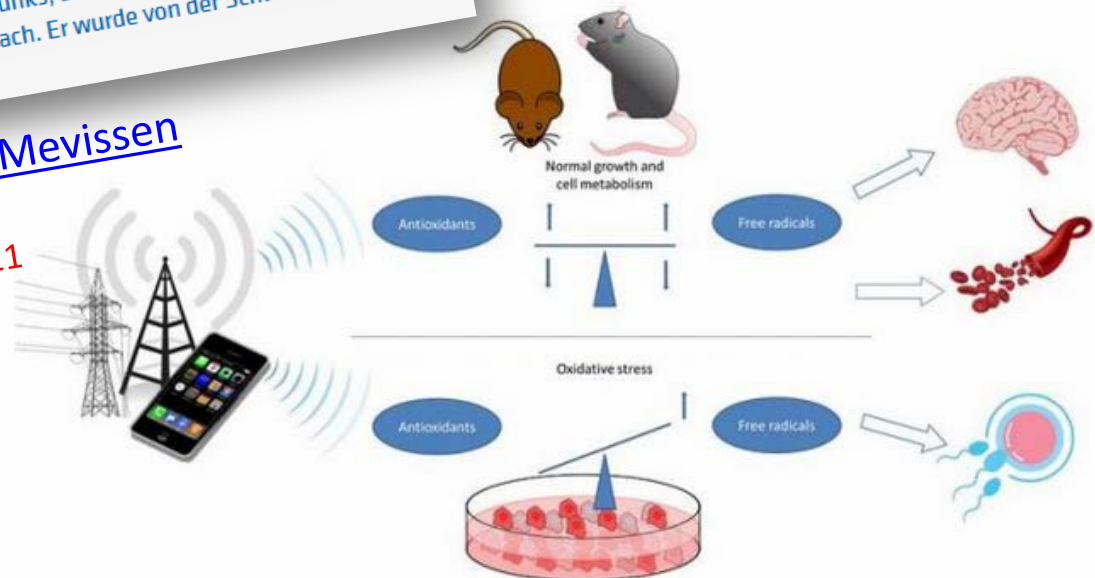 ach. Er wurde von der
Mevissen
Normal growth and
cell metabolism
Antioxidants
Free radicals
Oxidative stress
Antioxidants
Free radicals